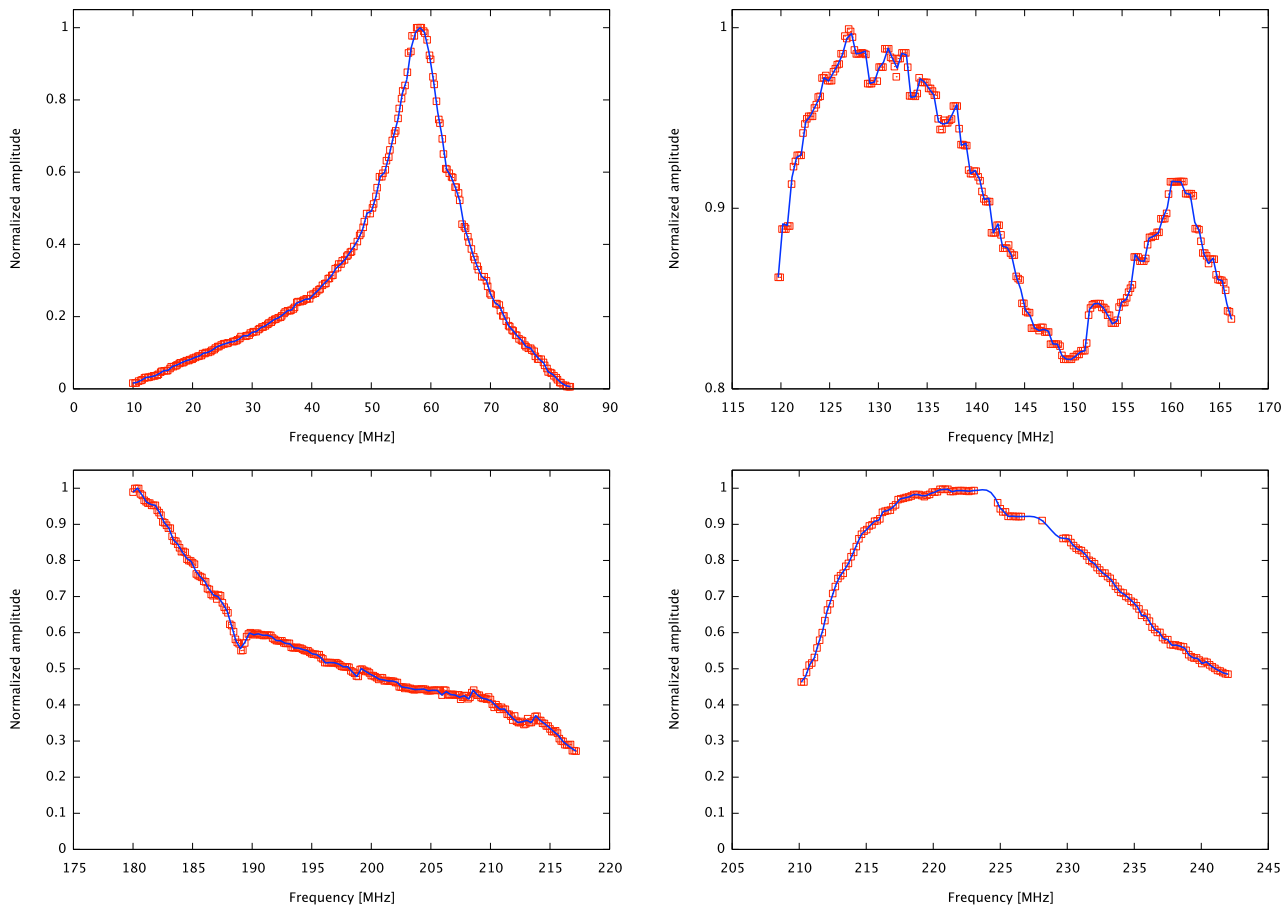 1
0.8
0.6
0.4
0.2
0
0 10 20 30 40 50 60 70 80 90
Normalized amplitude
Frequency [MHz]
1
0.9
0.8
115 120 125 130 135 140 145 150 155 160 165 170
Normalized amplitude
Frequency [MHz]
1
0.9
0.8
0.7
0.6
0.5
0.4
0.3
0.2
0.1
0
175 180 185 190 195 200 205 210 215 220
Normalized amplitude
Frequency [MHz]
1
0.9
0.8
0.7
0.6
0.5
0.4
0.3
0.2
0.1
0
205 210 215 220 225 230 235 240 245
Normalized amplitude
Frequency [MHz]